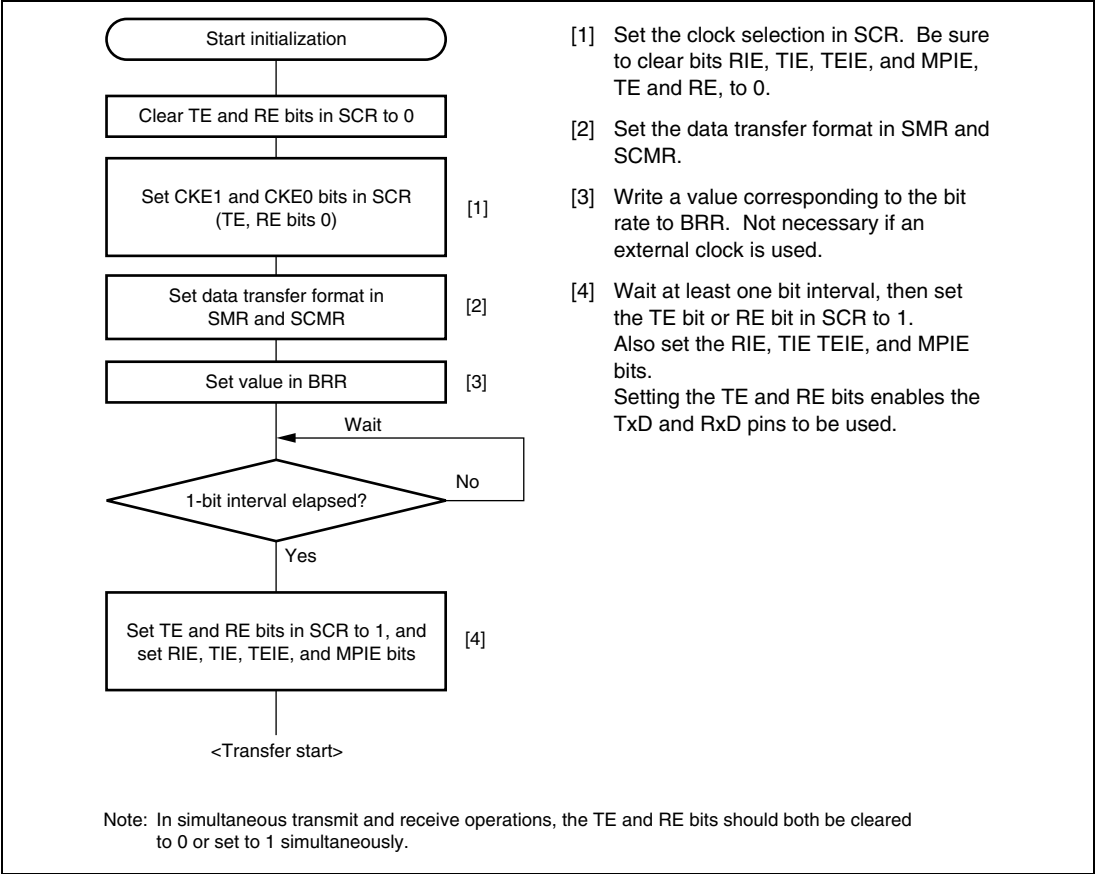 Start initialization
Clear TE and RE bits in SCR to 0
Set CKE1 and CKE0 bits in SCR
(TE, RE bits 0)
[1]
Set data transfer format in
SMR and SCMR
[2]
Set value in BRR
[3]
Wait
1-bit interval elapsed?
No
Yes
Set TE and RE bits in SCR to 1, and
set RIE, TIE, TEIE, and MPIE bits
[4]
<Transfer start>
[1] Set the clock selection in SCR. Be sure
to clear bits RIE, TIE, TEIE, and MPIE,
TE and RE, to 0.
[2] Set the data transfer format in SMR and
SCMR.
[3] Write a value corresponding to the bit
rate to BRR. Not necessary if an
external clock is used.
[4] Wait at least one bit interval, then set
the TE bit or RE bit in SCR to 1.
Also set the RIE, TIE TEIE, and MPIE
bits.
Setting the TE and RE bits enables the
TxD and RxD pins to be used.
Note: In simultaneous transmit and receive operations, the TE and RE bits should both be cleared
to 0 or set to 1 simultaneously.